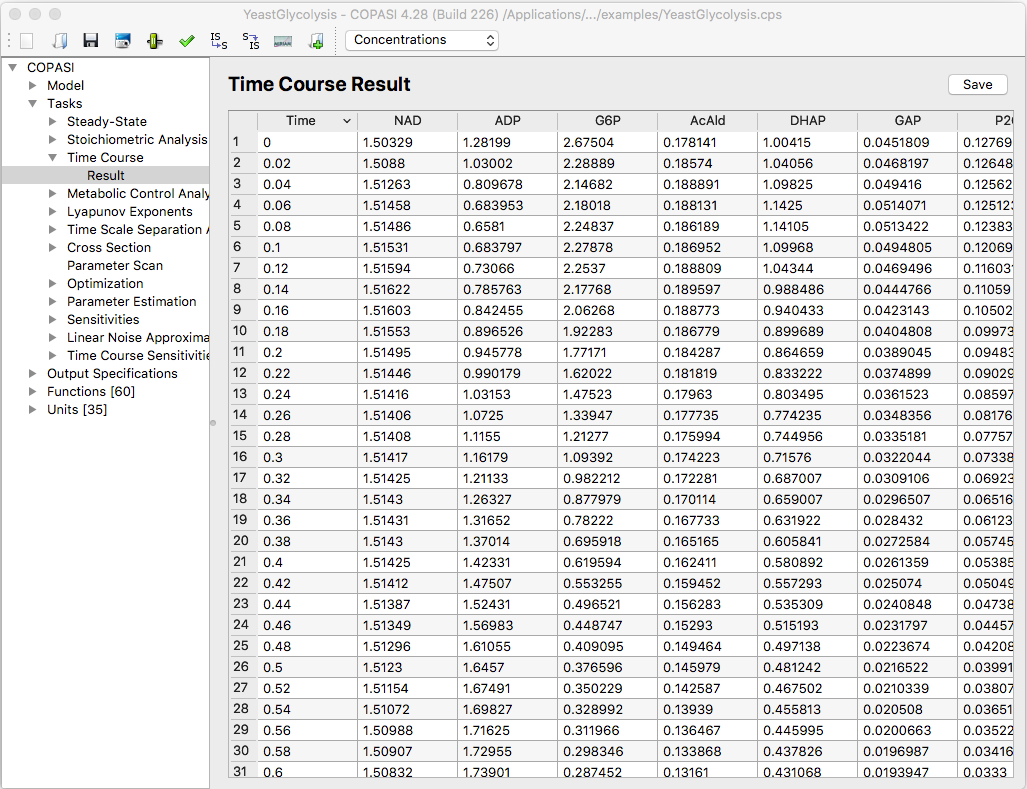 YeastGlycolysis - COPASI 4.28 (Build 226) /Applications/.../examples/YeastGlycolysis.cps
Concentrations
COPASI
Model
Tasks
Steady-State
Stoichiometric Analysis
Time Course
Result
Metabolic Control Analy
Lyapunov Exponents
Time Scale Separation A
Cross Section
Parameter Scan
Optimization
Parameter Estimation
Sensitivities
Linear Noise Approxima
Time Course Sensitivitie
Output Specifications
Functions [60]
Units [35]
Time Course Result
Save
Time NAD ADP G6P AcAld DHAP GAP P2
1 0 1.50329 1.28199 2.67504 0.178141 1.00415 0.0451809 0.12769
2 0.02 1.5088 1.03002 2.28889 0.18574 1.04056 0.0468197 0.12648
3 0.04 1.51263 0.809678 2.14682 0.188891 1.09825 0.049416 0.12562
4 0.06 1.51458 0.683953 2.18018 0.188131 1.1425 0.0514071 0.125123
5 0.08 1.51486 0.6581 2.24837 0.186189 1.14105 0.0513422 0.12383
6 0.1 1.51531 0.683797 2.27878 0.186952 1.09968 0.0494805 0.12069
7 0.12 1.51594 0.73066 2.2537 0.188809 1.04344 0.0469496 0.116031
8 0.14 1.51622 0.785763 2.17768 0.189597 0.988486 0.0444766 0.11059
9 0.16 1.51603 0.842455 2.06268 0.188773 0.940433 0.0423143 0.10502
10 0.18 1.51553 0.896526 1.92283 0.186779 0.899689 0.0404808 0.09973
11 0.2 1.51495 0.945778 1.77171 0.184287 0.864659 0.0389045 0.09483
12 0.22 1.51446 0.990179 1.62022 0.181819 0.833222 0.0374899 0.09029
13 0.24 1.51416 1.03153 1.47523 0.17963 0.803495 0.0361523 0.08597
14 0.26 1.51406 1.0725 1.33947 0.177735 0.774235 0.0348356 0.08176
15 0.28 1.51408 1.1155 1.21277 0.175994 0.744956 0.0335181 0.07757
16 0.3 1.51417 1.16179 1.09392 0.174223 0.71576 0.0322044 0.07338
17 0.32 1.51425 1.21133 0.982212 0.172281 0.687007 0.0309106 0.06923
18 0.34 1.5143 1.26327 0.877979 0.170114 0.659007 0.0296507 0.06516
19 0.36 1.51431 1.31652 0.78222 0.167733 0.631922 0.028432 0.06123
20 0.38 1.5143 1.37014 0.695918 0.165165 0.605841 0.0272584 0.05745
21 0.4 1.51425 1.42331 0.619594 0.162411 0.580892 0.0261359 0.05385
22 0.42 1.51412 1.47507 0.553255 0.159452 0.557293 0.025074 0.05049
23 0.44 1.51387 1.52431 0.496521 0.156283 0.535309 0.0240848 0.04738
24 0.46 1.51349 1.56983 0.448747 0.15293 0.515193 0.0231797 0.04457
25 0.48 1.51296 1.61055 0.409095 0.149464 0.497138 0.0223674 0.04208
26 0.5 1.5123 1.6457 0.376596 0.145979 0.481242 0.0216522 0.03991
27 0.52 1.51154 1.67491 0.350229 0.142587 0.467502 0.0210339 0.03807
28 0.54 1.51072 1.69827 0.328992 0.13939 0.455813 0.020508 0.03651
29 0.56 1.50988 1.71625 0.311966 0.136467 0.445995 0.0200663 0.03522
30 0.58 1.50907 1.72955 0.298346 0.133868 0.437826 0.0196987 0.03416
31 0.6 1.50832 1.73901 0.287452 0.13161 0.431068 0.0193947 0.0333